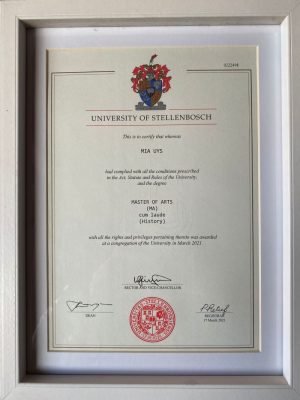 0222416
UNIVERSITY OF STELLENBOSCH
This is to certify that whereas
MIA UYS
had complied with all the conditions prescribed
in the Act, Statute and Rules of the University,
and the degree
MASTER OF ARTS
(MA)
cum laude
(History)
with all the rights and privileges pertaining thereto was awarded
at a congregation of the University in March 2021
RECTOR AND VICE-CHANCELLOR
DEAN
REGISTRAR